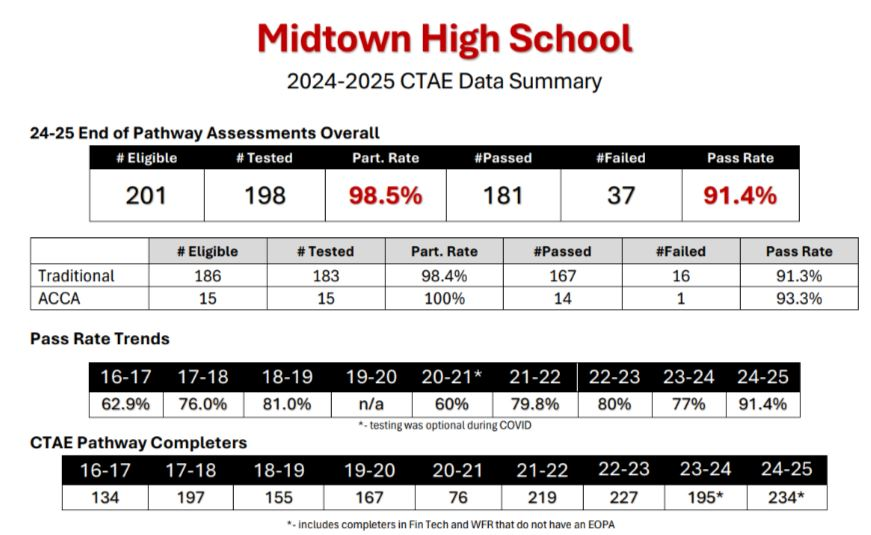 Midtown High School
2024-2025 CTAE Data Summary
24-25 End of Pathway Assessments Overall
# Eligible # Tested Part. Rate #Passed #Failed Pass Rate
201 198 98.5% 181 37 91.4%
# Eligible # Tested Part. Rate #Passed #Failed Pass Rate
Traditional 186 183 98.4% 167 16 91.3%
ACCA 15 15 100% 14 1 93.3%
Pass Rate Trends
16-17 17-18 18-19 19-20 20-21* 21-22 22-23 23-24 24-25
62.9% 76.0% 81.0% n/a 60% 79.8% 80% 77% 91.4%
*- testing was optional during COVID
CTAE Pathway Completers
16-17 17-18 18-19 19-20 20-21 21-22 22-23 23-24 24-25
134 197 155 167 76 219 227 195* 234*
*- includes completers in Fin Tech and WFR that do not have an EOPA